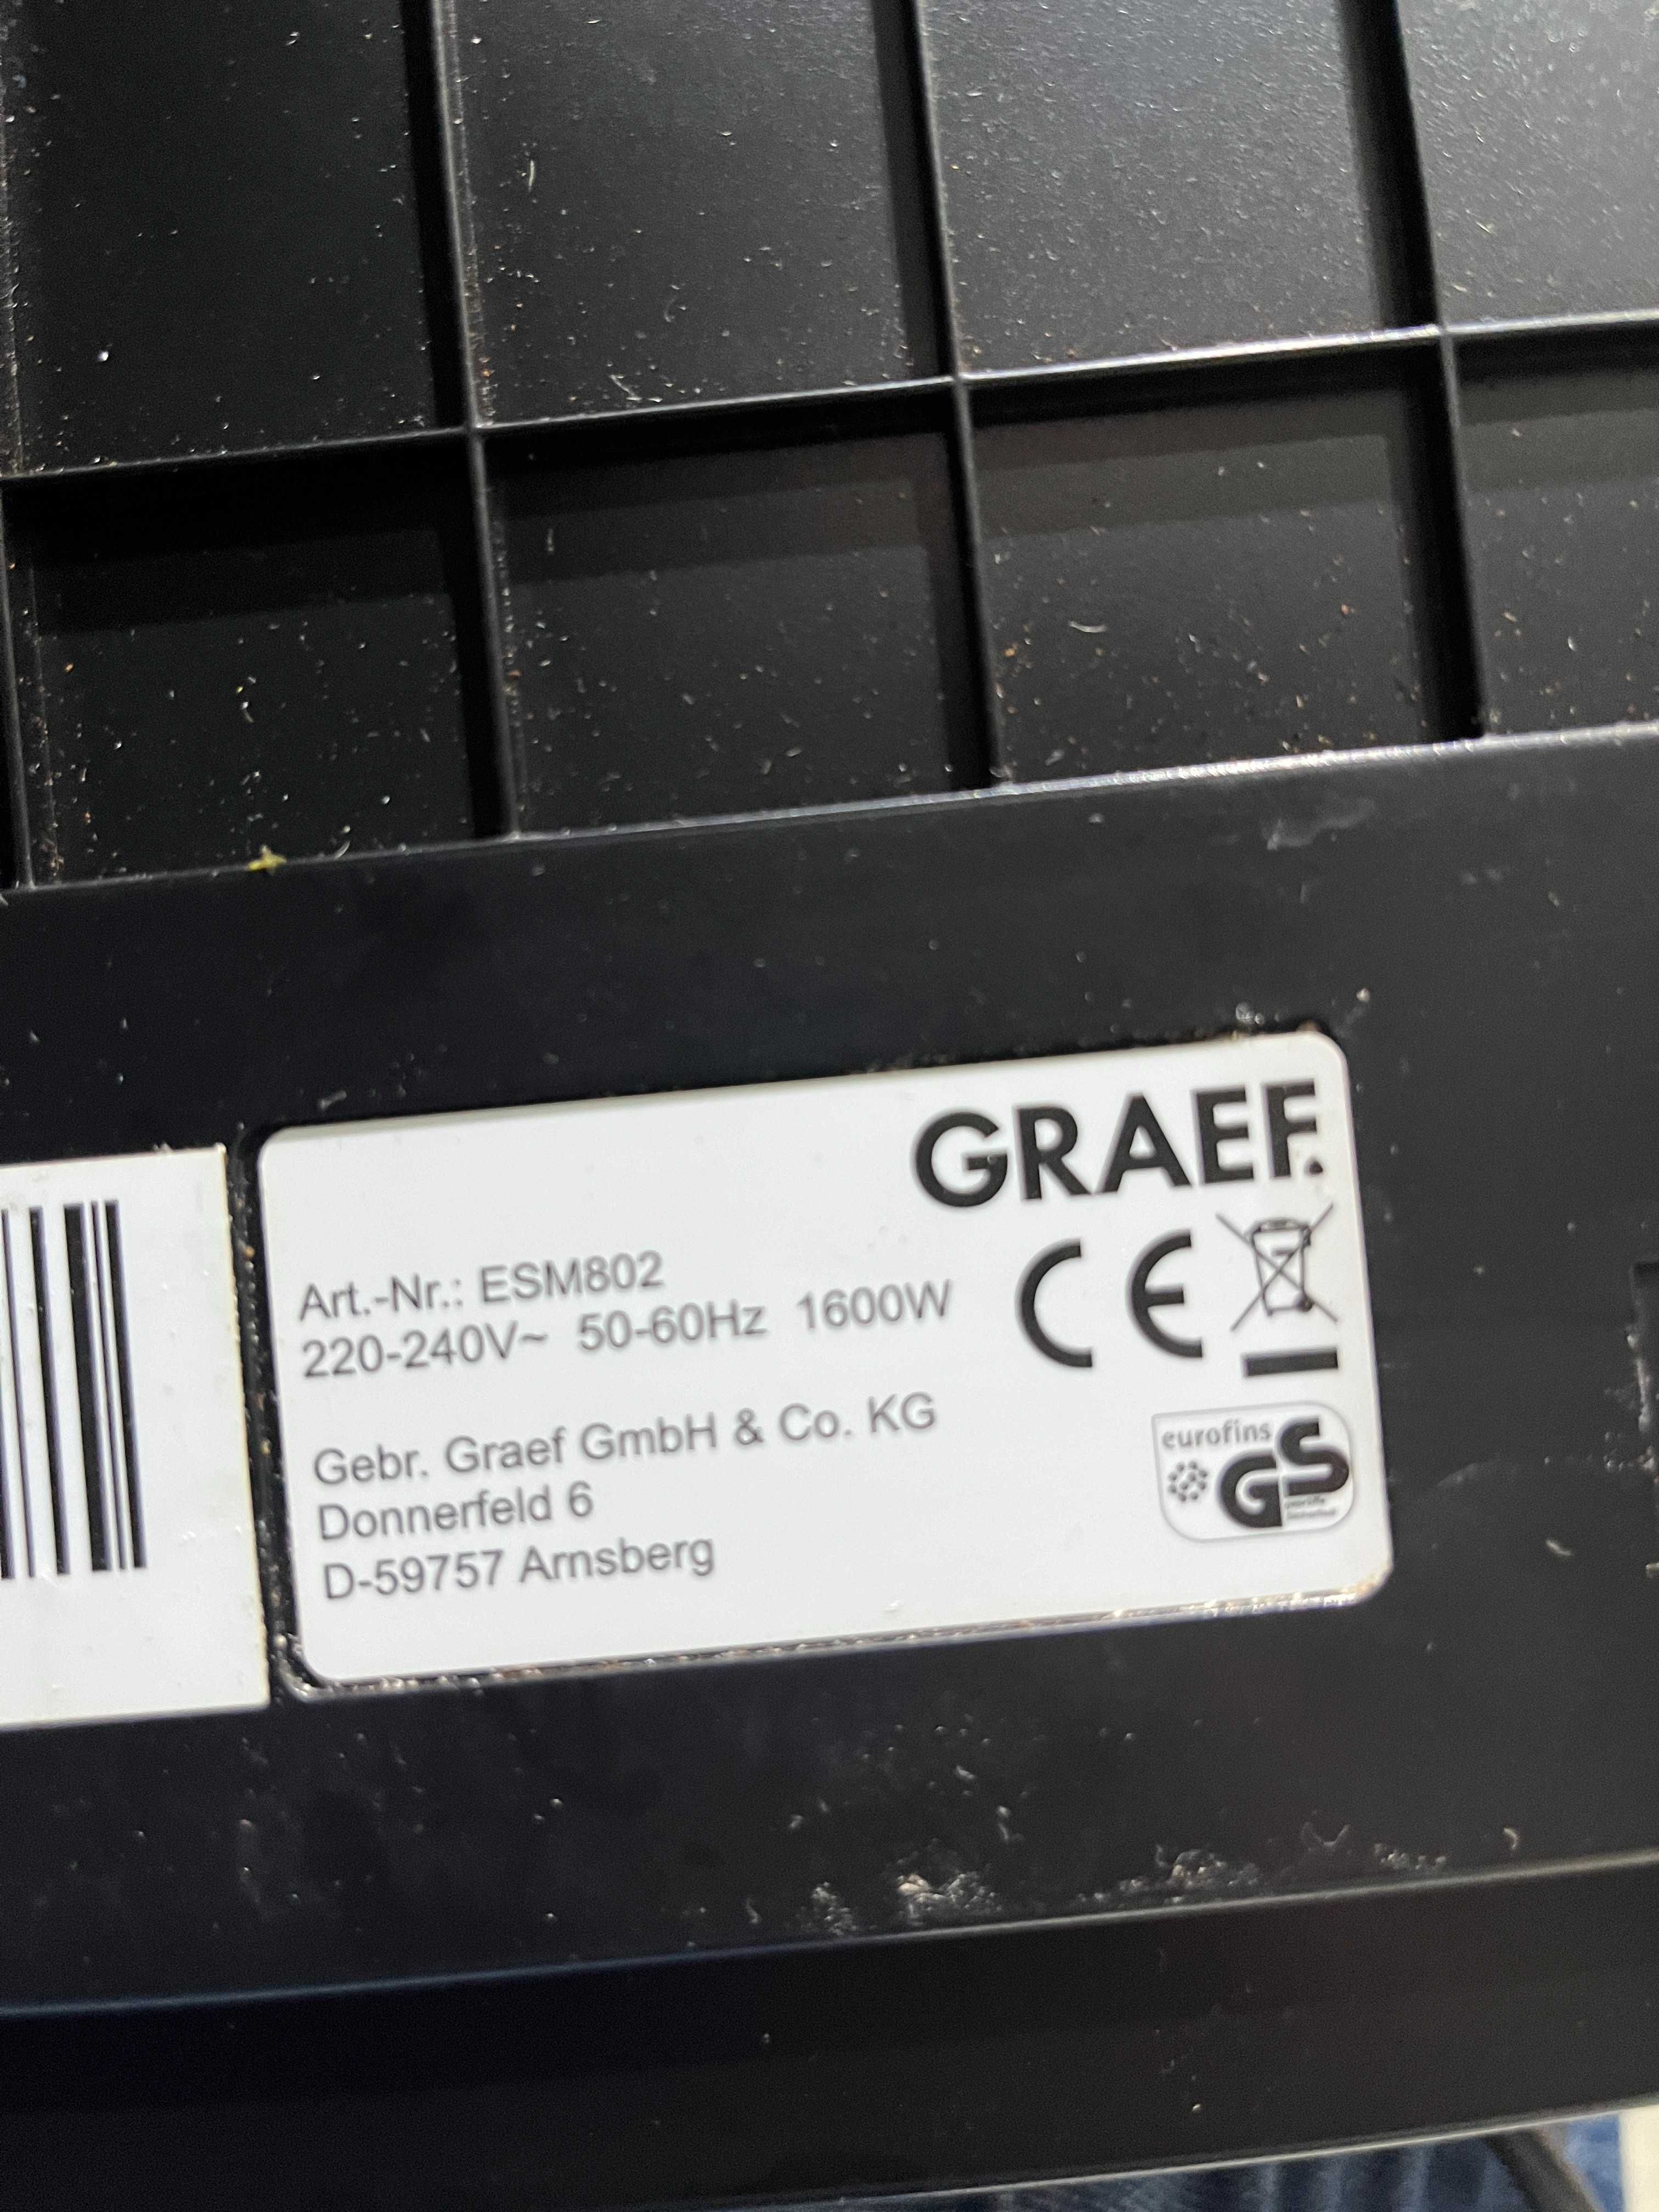 GRAEF.
Art.-Nr.: ESM802
220-240V~ 50-60Hz 1600W
CE
Gebr. Graef GmbH & Co. KG
Donnerfeld 6
D-59757 Arnsberg
eurofins
GS